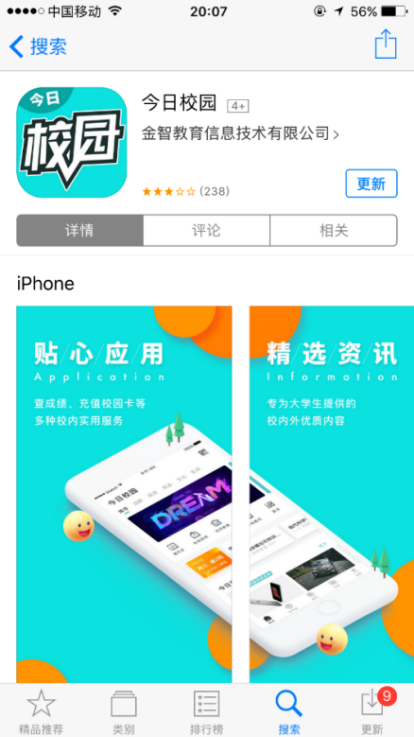 中国移动 20:07 56%
搜索
今日
校园
今日校园 4+
金智教育信息技术有限公司
(238)
更新
详情 评论 相关
iPhone
贴心应用
Application
查成绩、充值校园卡等
多种校内实用服务
今日校园
DREAM
精选资讯
Information
专为大学生提供的
校内外优质内容
精品推荐 类别 排行榜 搜索 更新
9